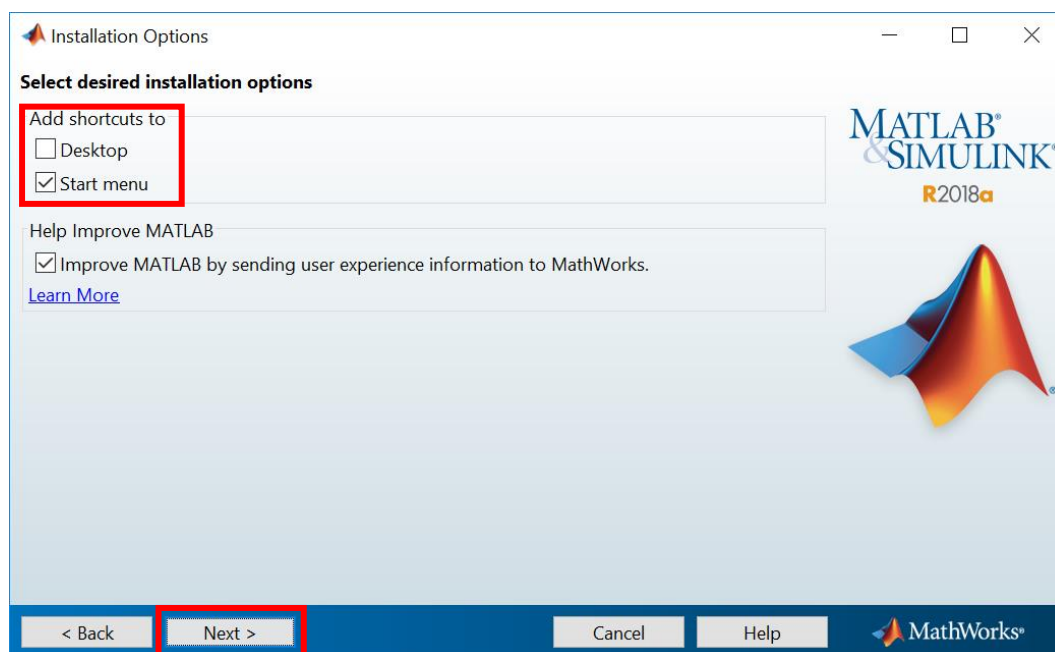 Installation Options
Select desired installation options
Add shortcuts to
Desktop
Start menu
Help Improve MATLAB
Improve MATLAB by sending user experience information to MathWorks.
Learn More
MATLAB®
&SIMULINK®
R2018a
®
< Back
Next >
Cancel
Help
MathWorks®